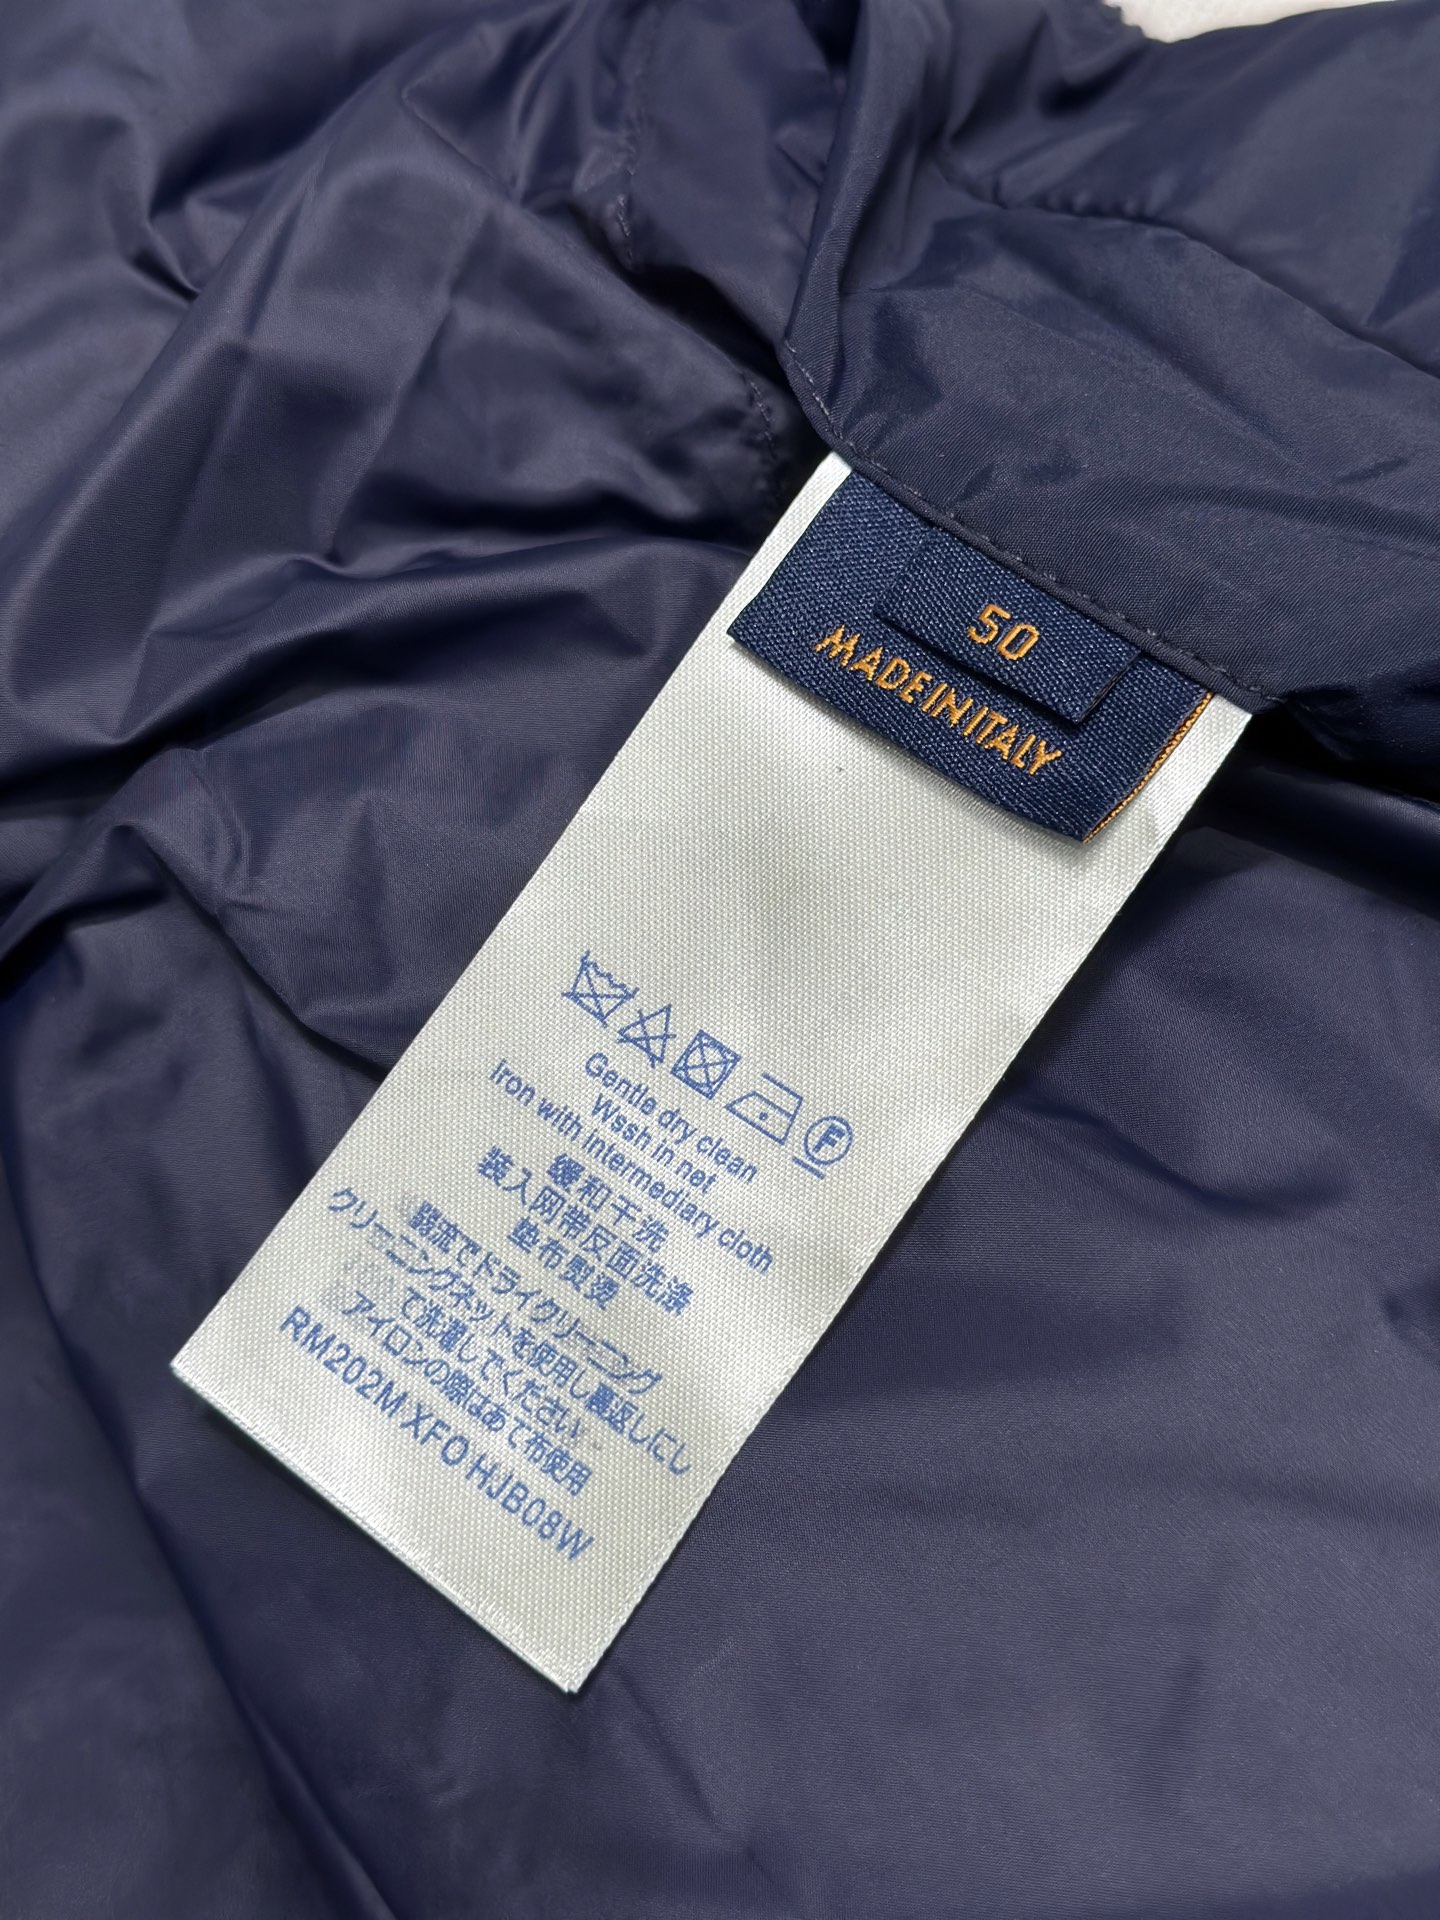 50
MADE IN ITALY
F
Gentle dry clean
Wssh in net
Iron with intermediary cloth
缓和干洗
装入网带反面洗涤
垫布熨烫
弱流でドライクリーニング
クリーニングネットを使用し裏返しにし
て洗濯してください
アイロンの際はあて布使用
RM202M XFO HJB08W